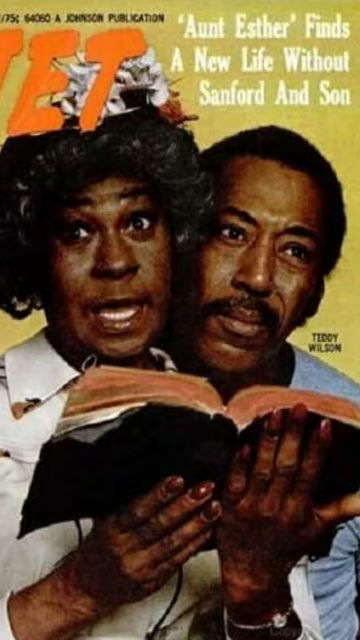 /75¢ 64060 A JOHNSON PUBLICATION
JET
'Aunt Esther' Finds
A New Life Without
Sanford And Son
TEDDY
WILSON